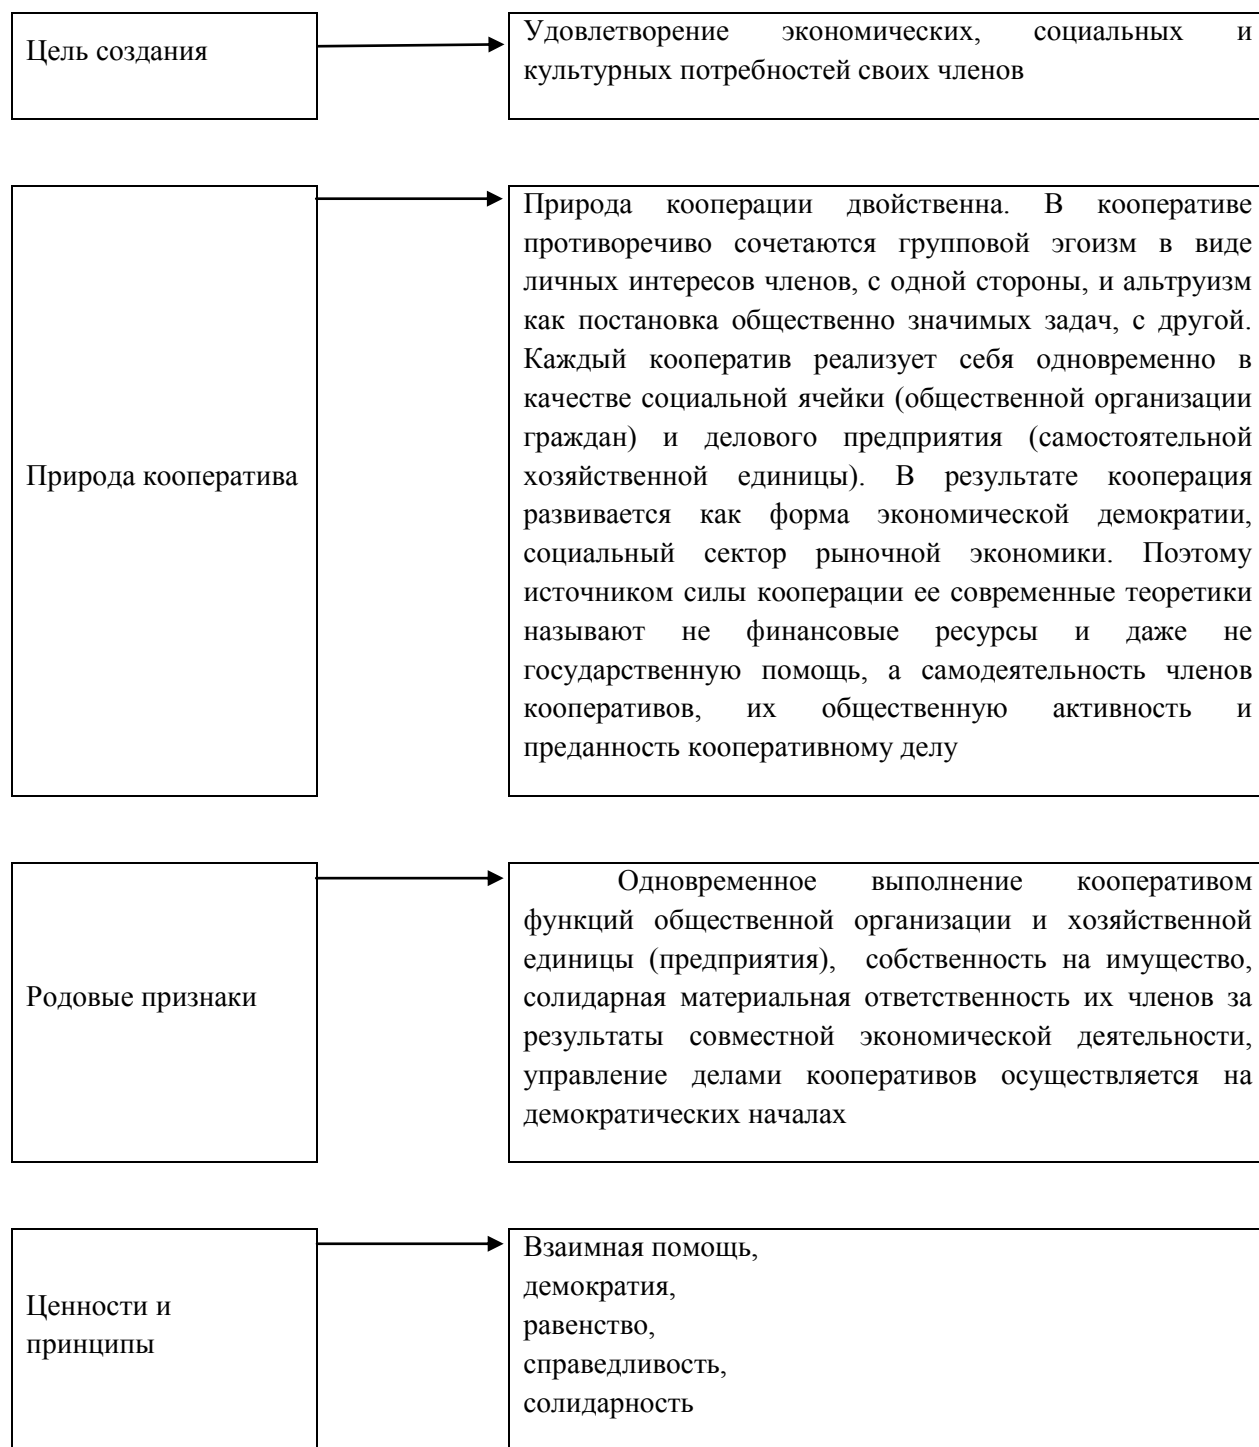 Цель создания
Удовлетворение экономических, социальных и
культурных потребностей своих членов
Природа кооператива
Природа кооперации двойственна. В кооперативе
противоречиво сочетаются групповой эгоизм в виде
личных интересов членов, с одной стороны, и альтруизм
как постановка общественно значимых задач, с другой.
Каждый кооператив реализует себя одновременно в
качестве социальной ячейки (общественной организации
граждан) и делового предприятия (самостоятельной
хозяйственной единицы). В результате кооперация
развивается как форма экономической демократии,
социальный сектор рыночной экономики. Поэтому
источником силы кооперации ее современные теоретики
называют не финансовые ресурсы и даже не
государственную помощь, а самодеятельность членов
кооперативов, их общественную активность и
преданность кооперативному делу
Родовые признаки
Одновременное выполнение кооперативом
функций общественной организации и хозяйственной
единицы (предприятия), собственность на имущество,
солидарная материальная ответственность их членов за
результаты совместной экономической деятельности,
управление делами кооперативов осуществляется на
демократических началах
Ценности и
принципы
Взаимная помощь,
демократия,
равенство,
справедливость,
солидарность